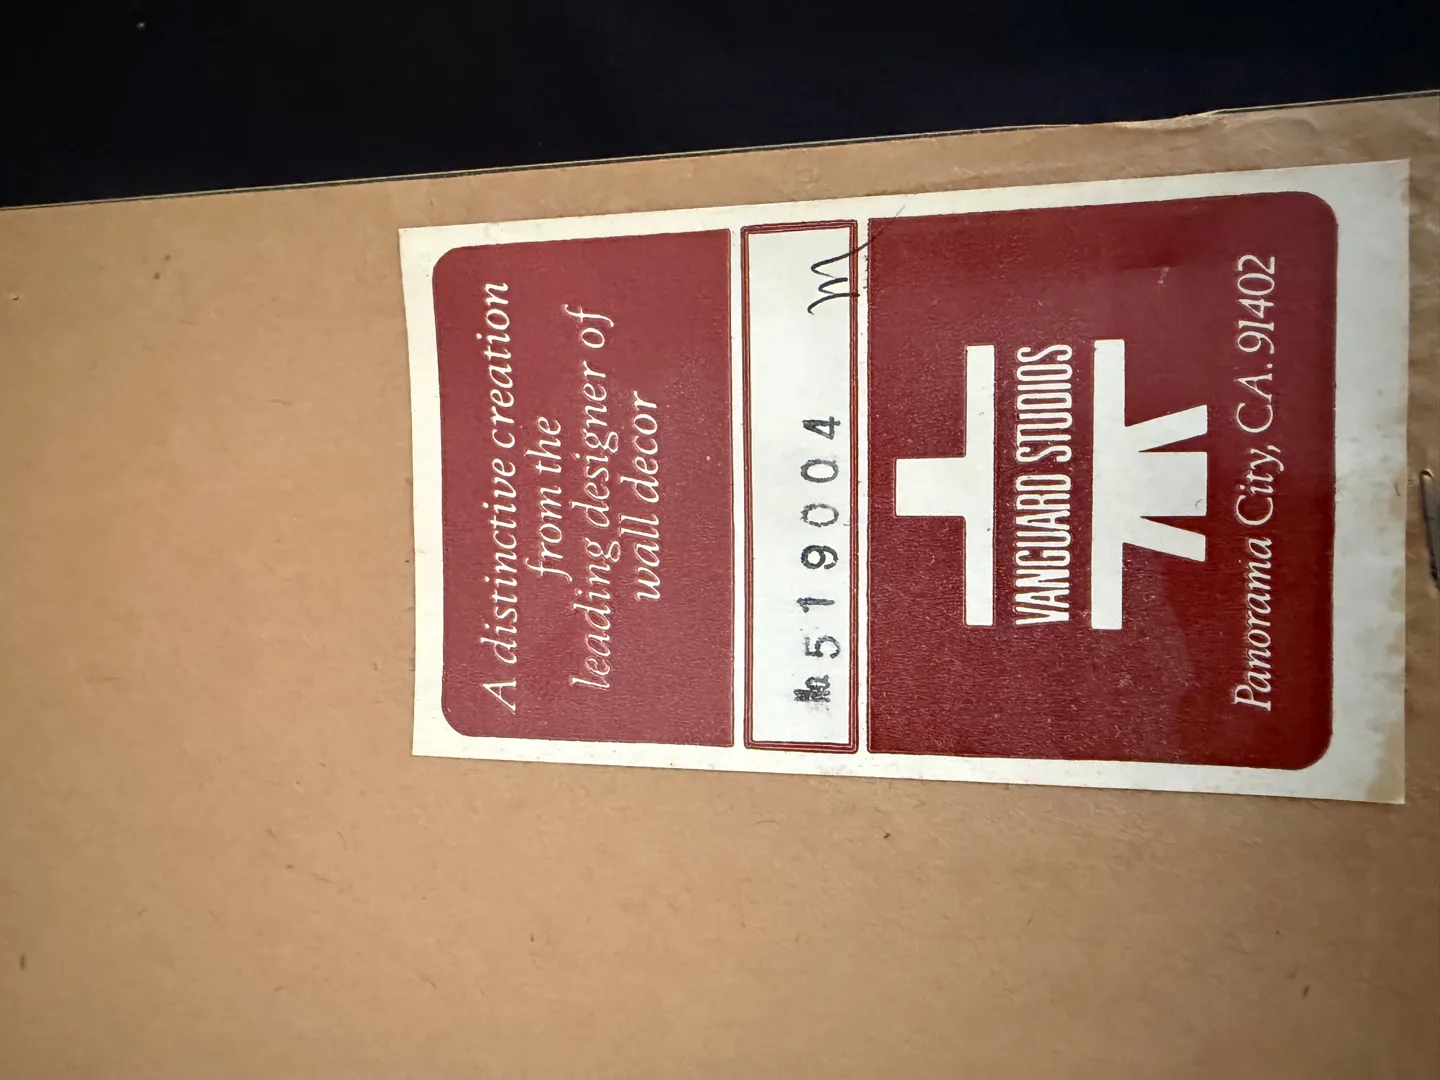 A distinctive creation
from the
leading designer of
wall decor
No 519004 m
VANGUARD STUDIOS
Panorama City, CA. 91402